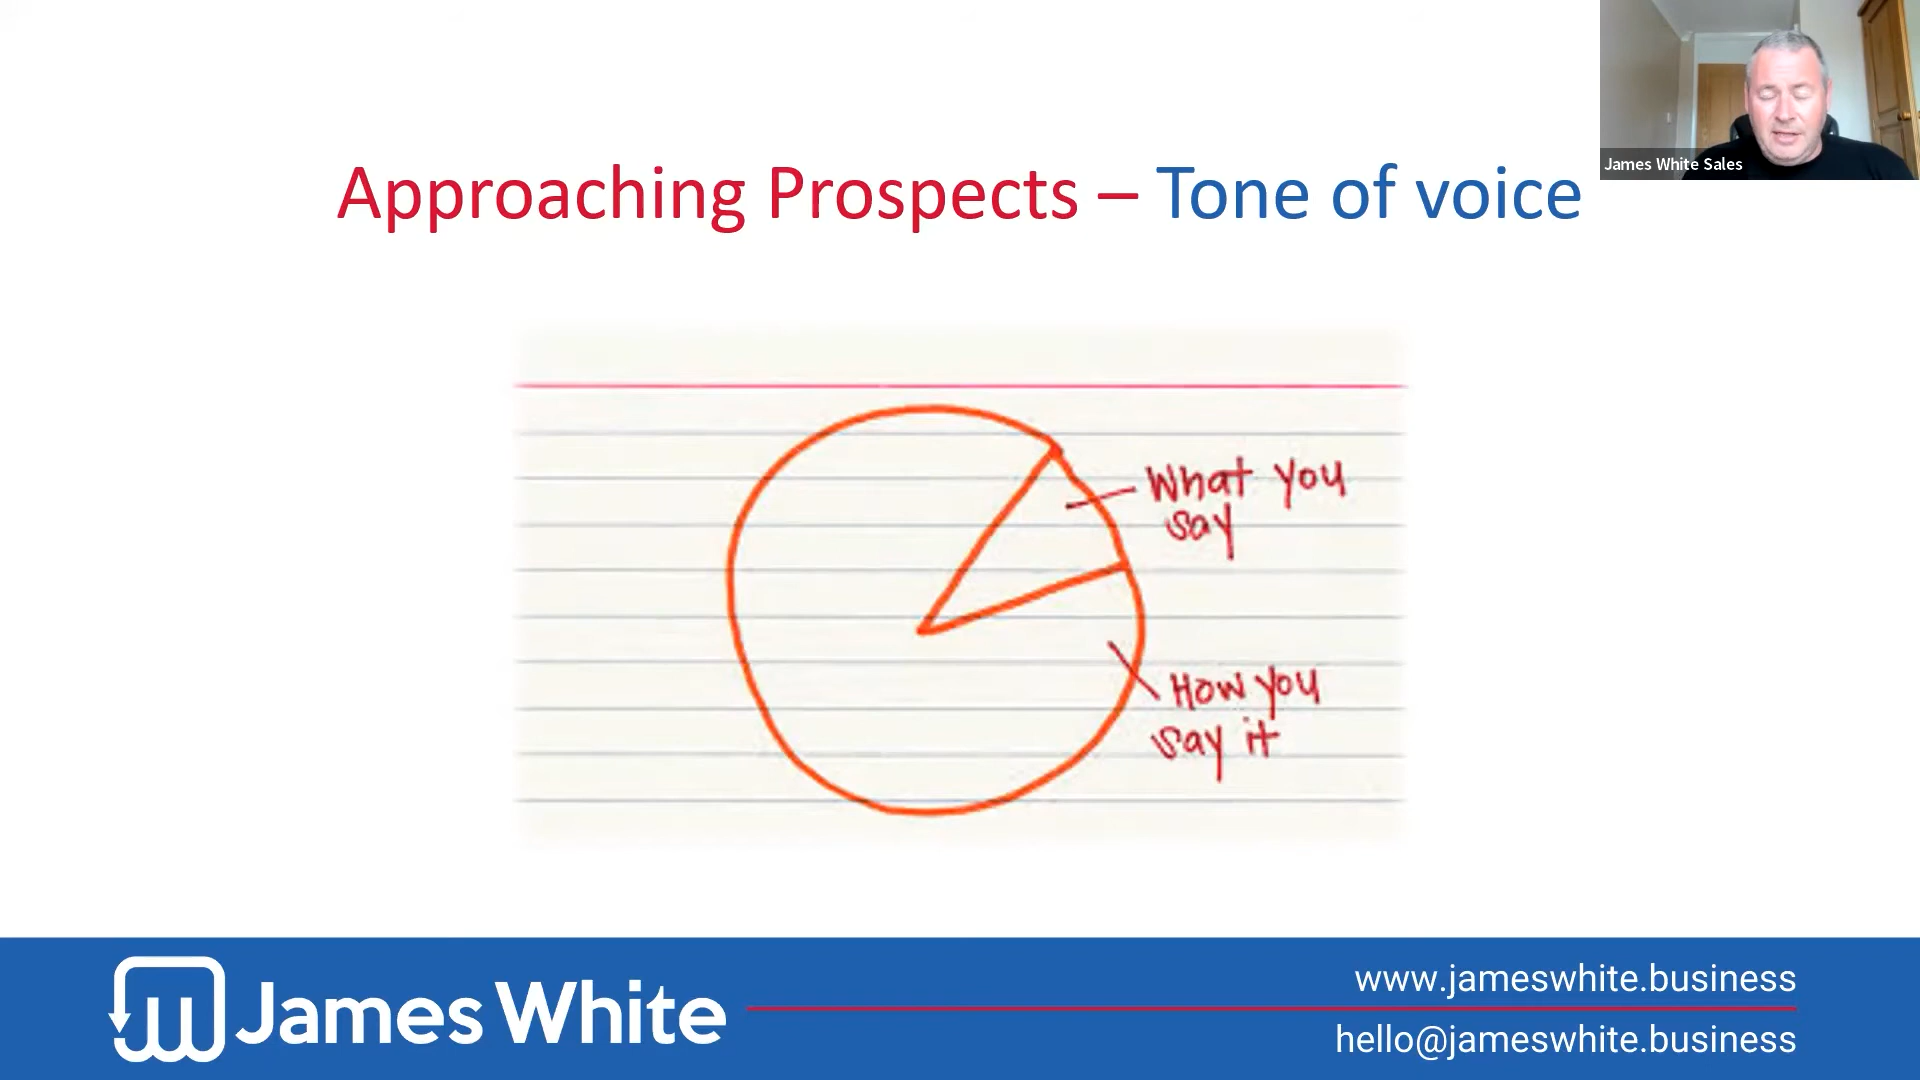 James White Sales
Approaching Prospects – Tone of voice
What you
say
How you
say it
James White
www.jameswhite.business
hello@jameswhite.business